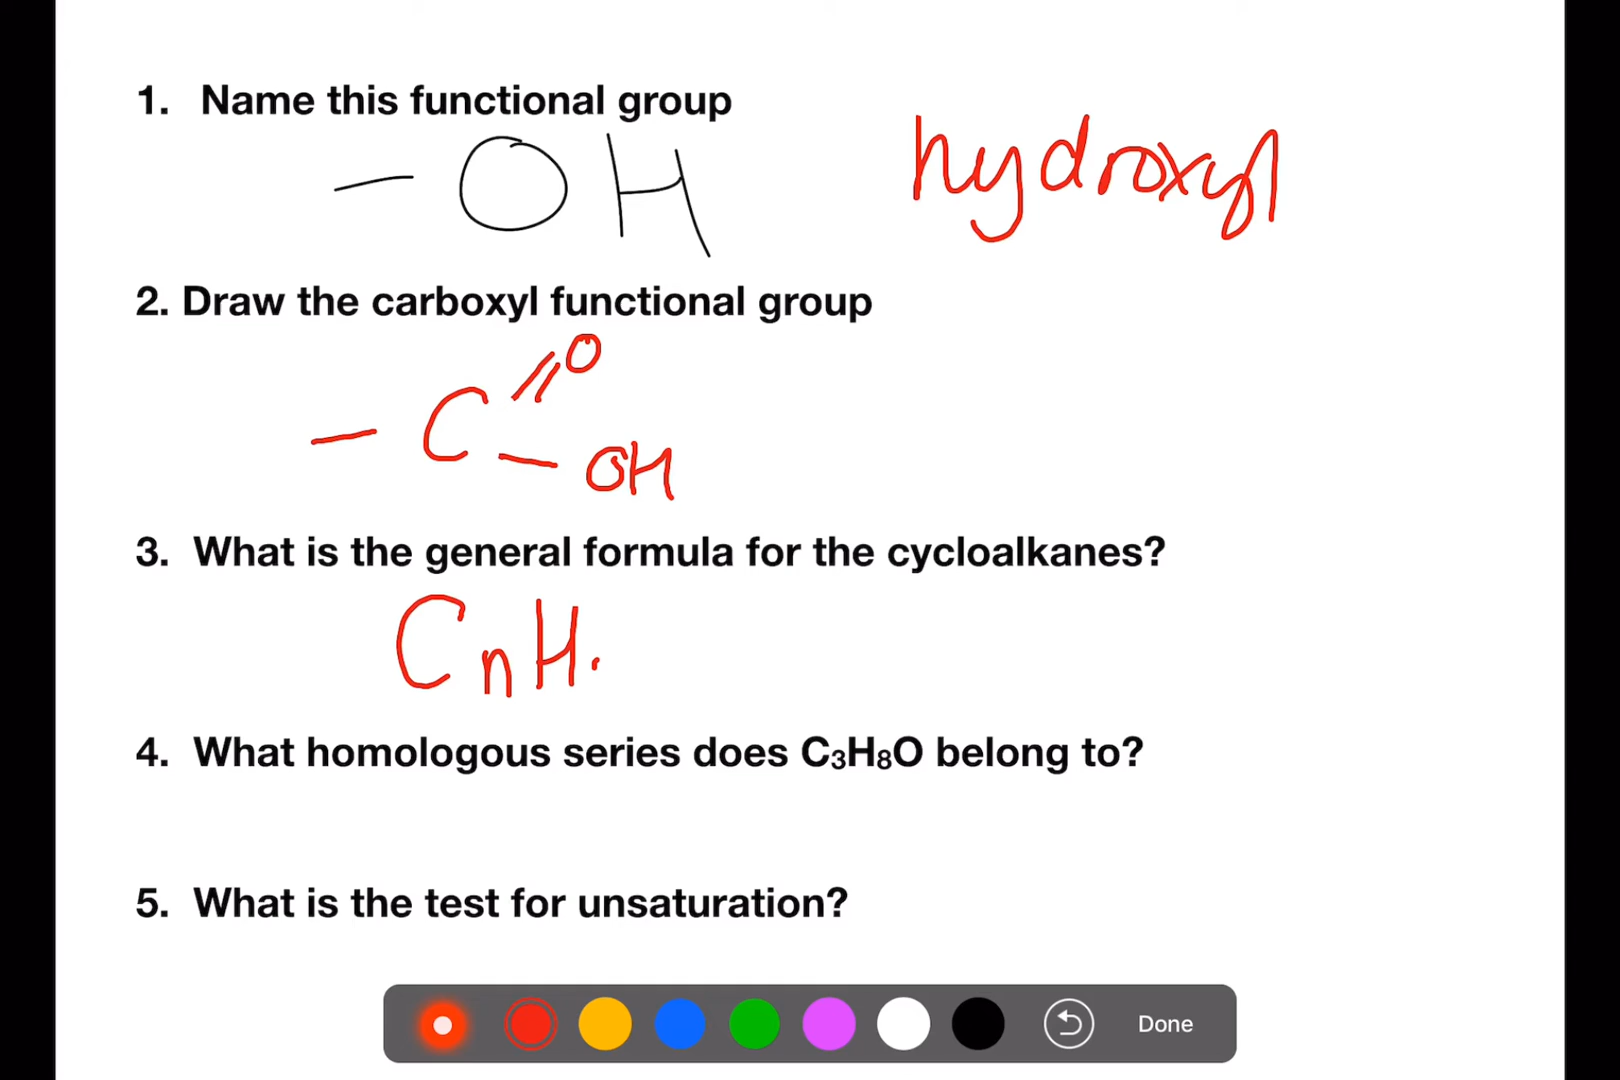 1. Name this functional group
- OH hydroxyl
2. Draw the carboxyl functional group
O
- C
- OH
3. What is the general formula for the cycloalkanes?
CnH.
4. What homologous series does C₃H₈O belong to?
5. What is the test for unsaturation?
Done